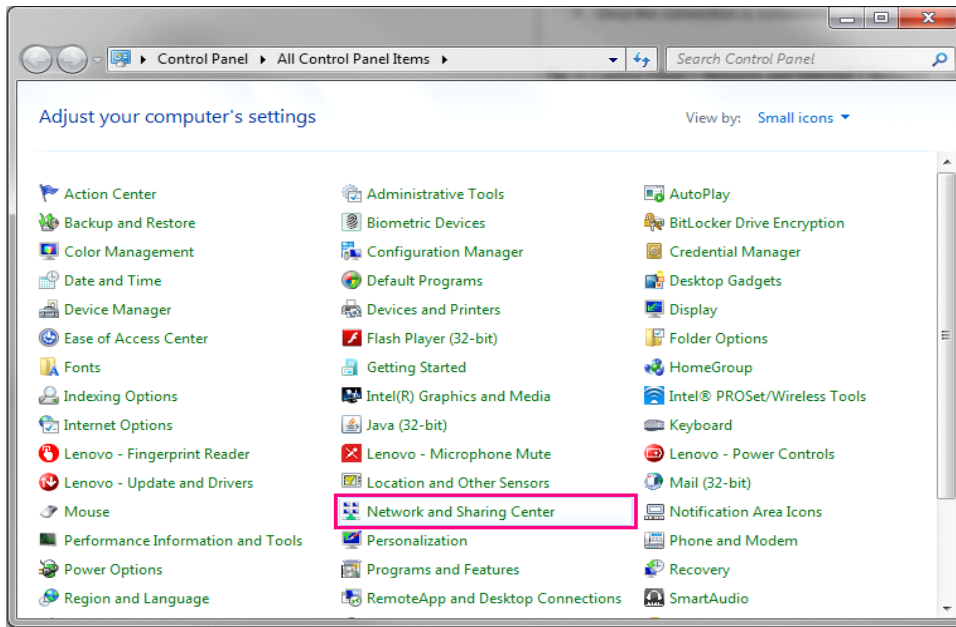 Control Panel All Control Panel Items Search Control Panel
Adjust your computer's settings View by: Small icons
Action Center Administrative Tools AutoPlay
Backup and Restore Biometric Devices BitLocker Drive Encryption
Color Management Configuration Manager Credential Manager
Date and Time Default Programs Desktop Gadgets
Device Manager Devices and Printers Display
Ease of Access Center Flash Player (32-bit) Folder Options
Fonts Getting Started HomeGroup
Indexing Options Intel(R) Graphics and Media Intel® PROSet/Wireless Tools
Internet Options Java (32-bit) Keyboard
Lenovo - Fingerprint Reader Lenovo - Microphone Mute Lenovo - Power Controls
Lenovo - Update and Drivers Location and Other Sensors Mail (32-bit)
Mouse Network and Sharing Center Notification Area Icons
Performance Information and Tools Personalization Phone and Modem
Power Options Programs and Features Recovery
Region and Language RemoteApp and Desktop Connections SmartAudio